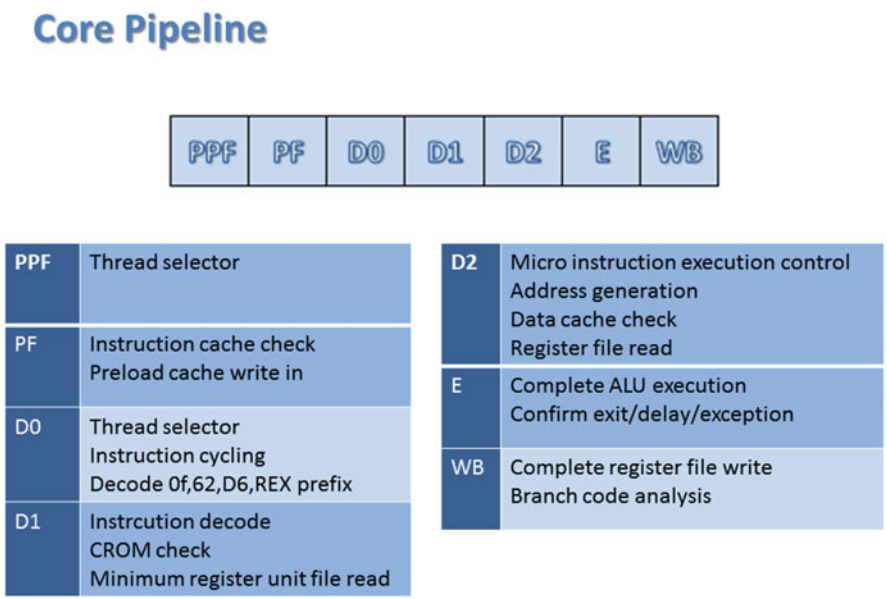 Core Pipeline
PPF PF D0 D1 D2 E WB
PPF Thread selector
PF Instruction cache check
Preload cache write in
D0 Thread selector
Instruction cycling
Decode 0f,62,D6,REX prefix
D1 Instrcution decode
CROM check
Minimum register unit file read
D2 Micro instruction execution control
Address generation
Data cache check
Register file read
E Complete ALU execution
Confirm exit/delay/exception
WB Complete register file write
Branch code analysis